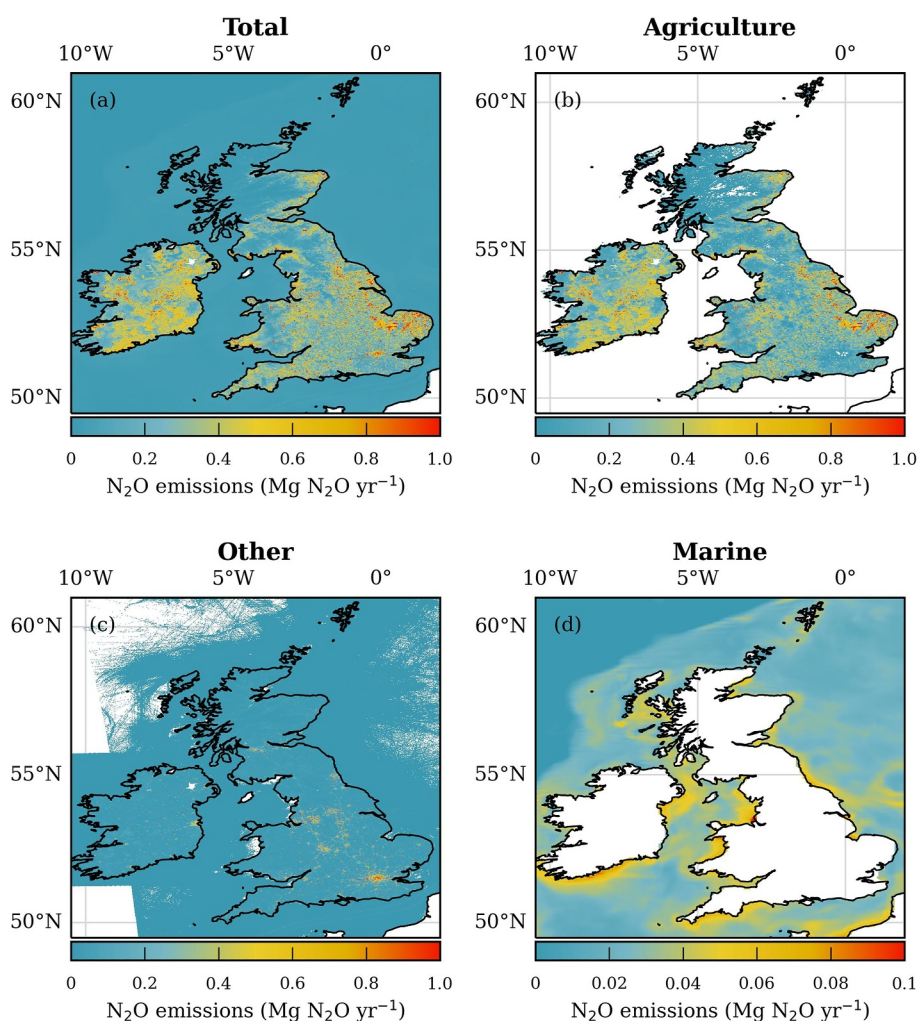 Total Agriculture
10°W 5°W 0° 10°W 5°W 0°
60°N (a) 60°N (b)
55°N 55°N
50°N 50°N
0 0.2 0.4 0.6 0.8 1.0 0 0.2 0.4 0.6 0.8 1.0
N₂O emissions (Mg N₂O yr⁻¹) N₂O emissions (Mg N₂O yr⁻¹)
Other Marine
10°W 5°W 0° 10°W 5°W 0°
60°N (c) 60°N (d)
55°N 55°N
50°N 50°N
0 0.2 0.4 0.6 0.8 1.0 0 0.02 0.04 0.06 0.08 0.1
N₂O emissions (Mg N₂O yr⁻¹) N₂O emissions (Mg N₂O yr⁻¹)